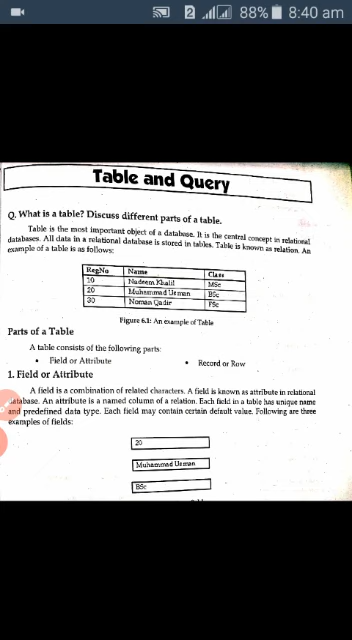 2 88% 8:40 am
Table and Query
Q. What is a table? Discuss different parts of a table.
Table is the most important object of a database. It is the central concept in relational
databases. All data in a relational database is stored in tables. Table is known as relation. An
example of a table is as follows:
RegNo Name Class
10 Nadeem Khalil MSc
20 Muhammad Usman BSc
30 Noman Qadir FSc
Figure 6.1: An example of Table
Parts of a Table
A table consists of the following parts:
• Field or Attribute • Record or Row
1. Field or Attribute
A field is a combination of related characters. A field is known as attribute in relational
database. An attribute is a named column of a relation. Each field in a table has unique name
and predefined data type. Each field may contain certain default value. Following are three
examples of fields:
20
Muhammad Usman
BSc